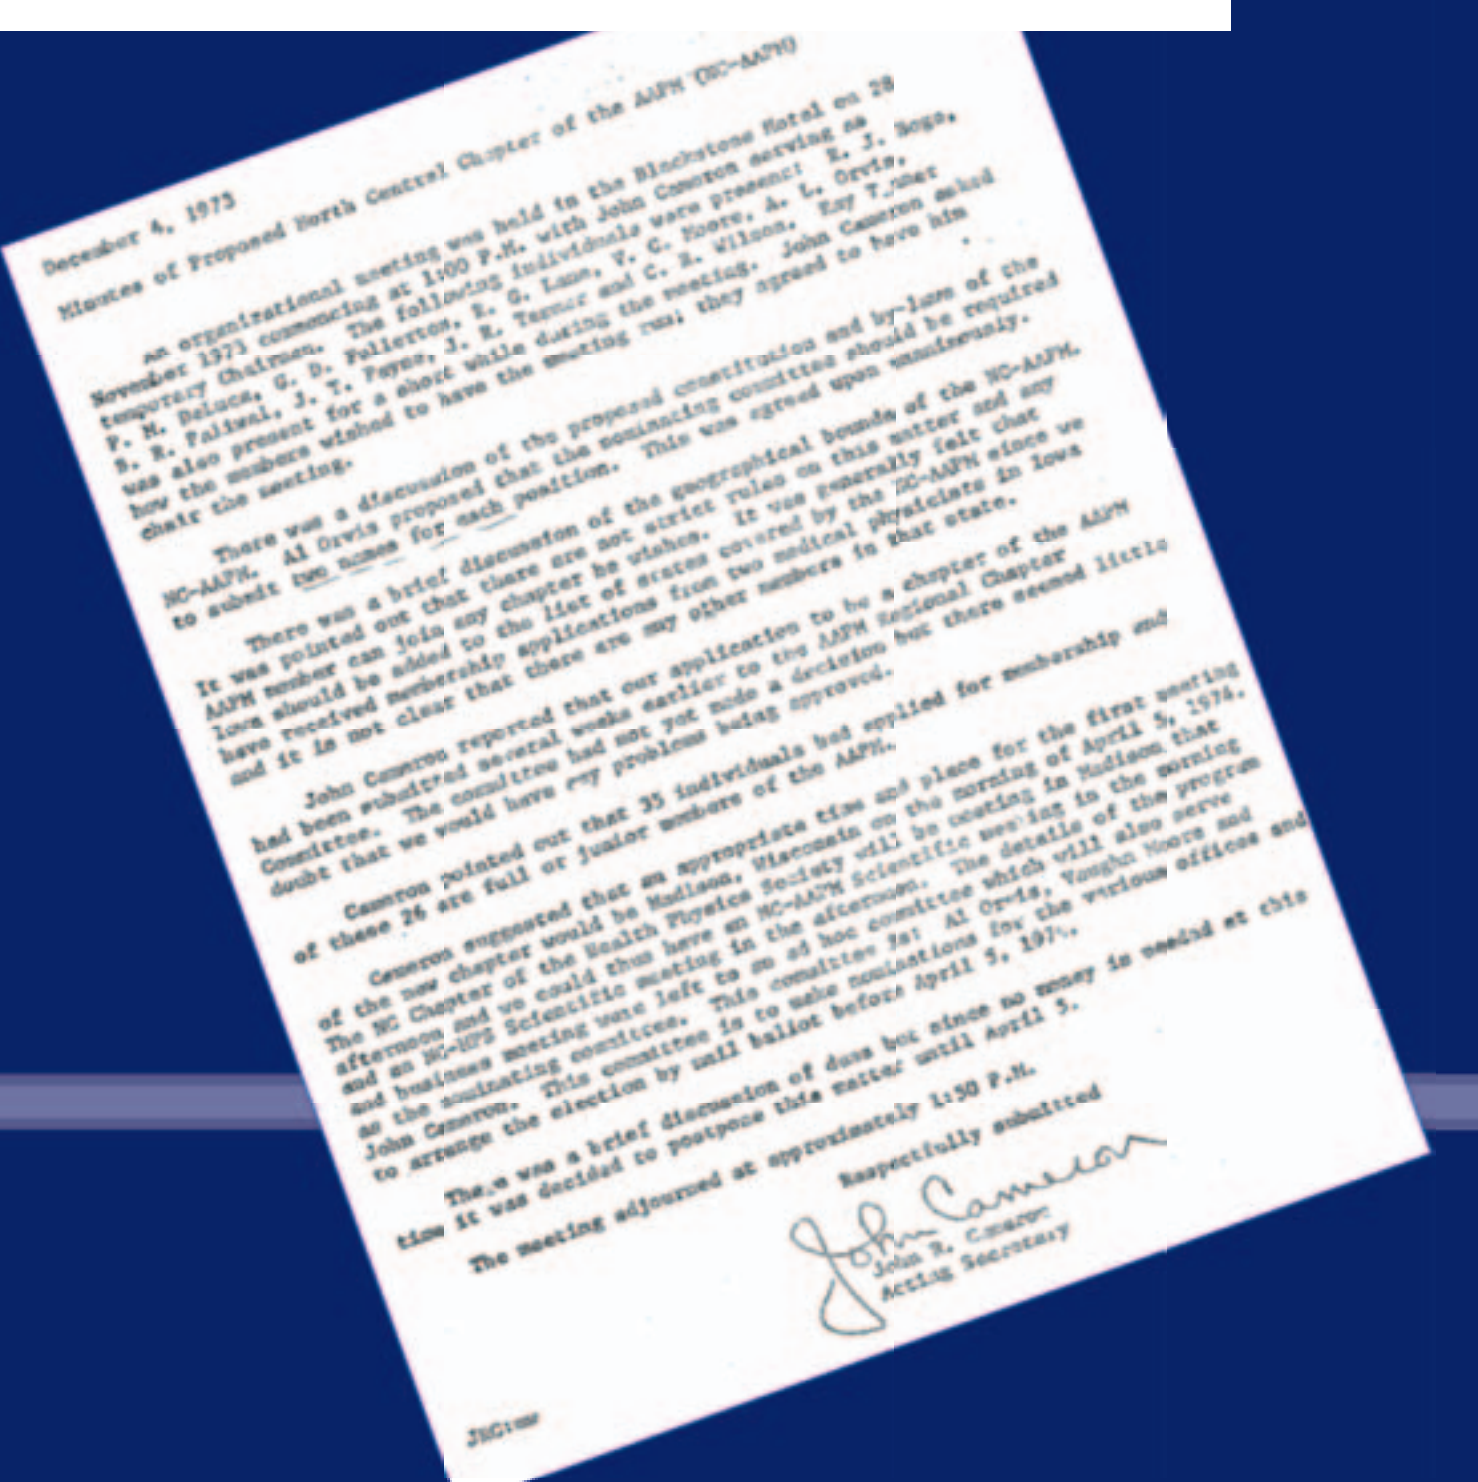 December 4, 1973
Minutes of Proposed North Central Chapter of the AAPM (NC-AAPM)
An organizational meeting was held in the Blackstone Hotel on 28
November 1973 commencing at 1:00 P.M. with John Cameron serving as
temporary Chairman. The following individuals were present: E. J.
P. M. DeLuca, G. D. Fullerton, R. G. Lane, V. G. Moore, A. L. Orvis,
B. R. Paliwal, J. T. Payne, J. R. and C. R. Wilson. Ray
was also present for a short while during the meeting. John Cameron asked
how the members wished to have the meeting run; they agreed to have him
chair the meeting.
There was a discussion of the proposed constitution and by-laws of the
NC-AAPM. Al Orvis proposed that the nominating committee should be required
to submit two names for each position. This was agreed upon unanimously.
There was a brief discussion of the geographical bounds of the NC-AAPM.
It was pointed out that there are not strict rules on this matter and any
AAPM member can join any chapter he wishes. It was generally felt that
Iowa should be added to the list of states covered by the NC-AAPM since we
have received membership applications from two medical physicists in Iowa
and it is not clear that there are any other members in that state.
John Cameron reported that our application to be a chapter of the AAPM
had been submitted several weeks earlier to the AAPM Regional Chapter
Committee. The committee had not yet made a decision but there seemed little
doubt that we would have any problems being approved.
Cameron pointed out that 35 individuals had applied for membership and
of these 26 are full or junior members of the AAPM.
Cameron suggested that an appropriate time and place for the first meeting
of the new chapter would be Madison, Wisconsin on the morning of April 5, 1974.
The NC Chapter of the Health Physics Society will be meeting in Madison that
afternoon and we could thus have an NC-AAPM Scientific meeting in the morning
and an NC-HPS Scientific meeting in the afternoon. The details of the program
and business meeting were left to an ad hoc committee which will also serve
as the nominating committee. This committee is: Al Orvis, Vaughn Moore and
John Cameron. This committee is to make nominations for the various offices and
to arrange the election by mail ballot before April 5, 1974.
There was a brief discussion of dues but since no money is needed at this
time it was decided to postpone this matter until April 5.
The meeting adjourned at approximately 1:50 P.M.
Respectfully submitted
John Cameron
John R. Cameron
Acting Secretary